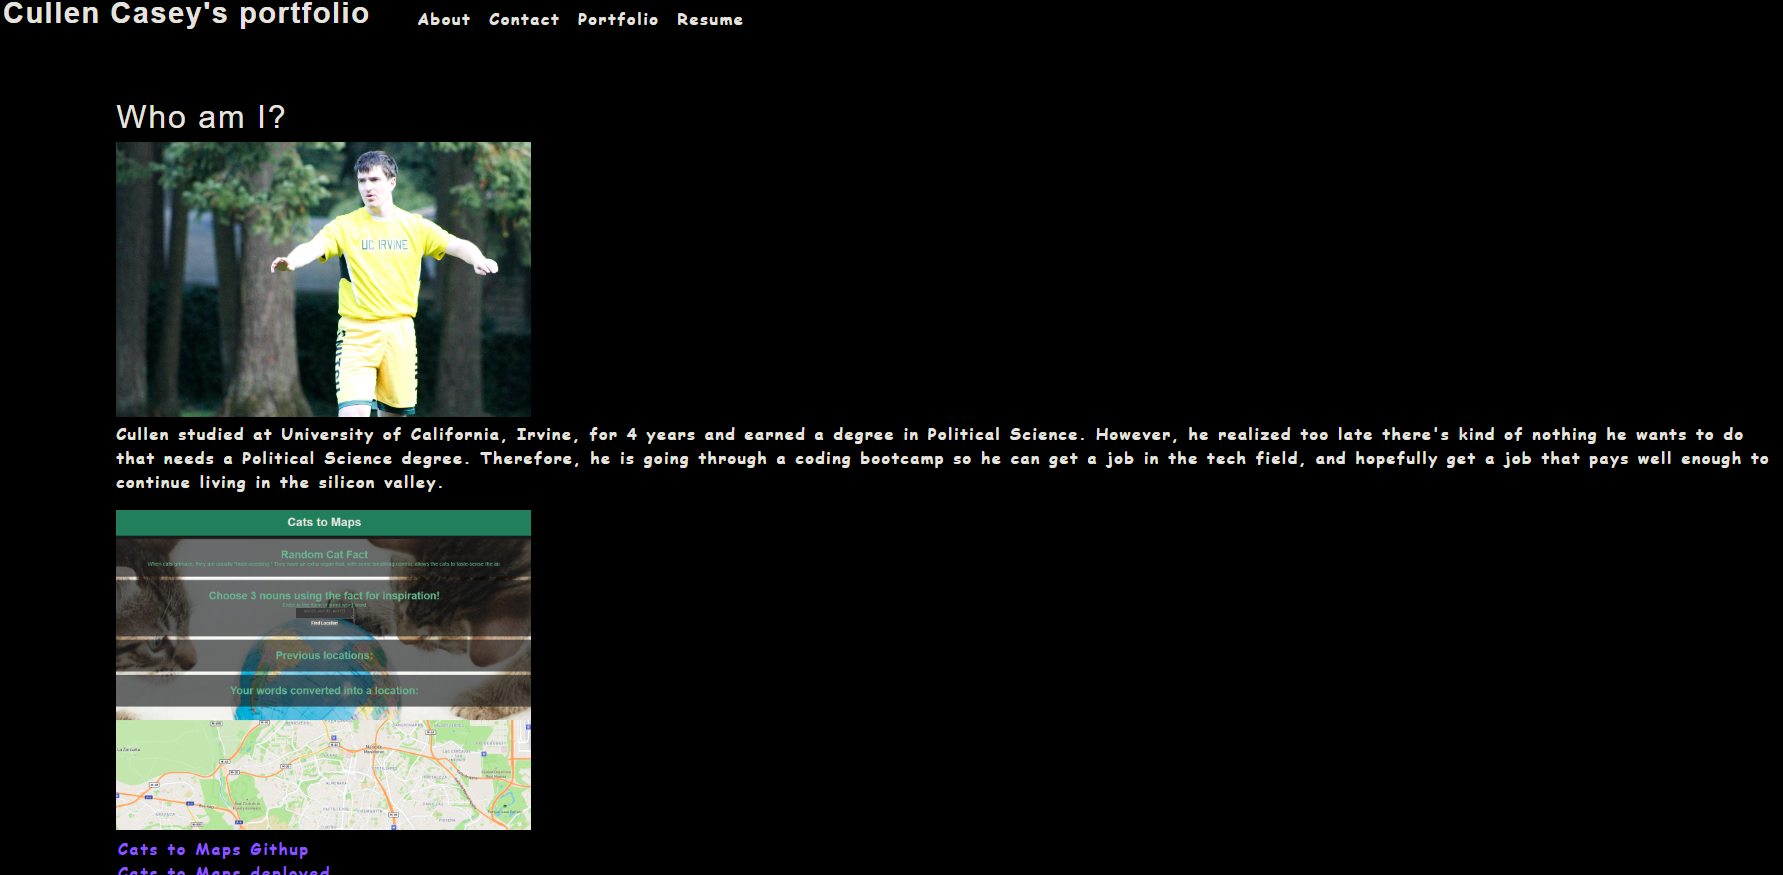 Cullen Casey's portfolio
About Contact Portfolio Resume
Who am I?
UC IRVINE
Cullen studied at University of California, Irvine, for 4 years and earned a degree in Political Science. However, he realized too late there's kind of nothing he wants to do
that needs a Political Science degree. Therefore, he is going through a coding bootcamp so he can get a job in the tech field, and hopefully get a job that pays well enough to
continue living in the silicon valley.
Cats to Maps
Random Cat Fact
Choose 3 nouns using the fact for inspiration!
Find Location
Previous locations:
Your words converted into a location:
Cats to Maps Githup
Cats to Maps deployed